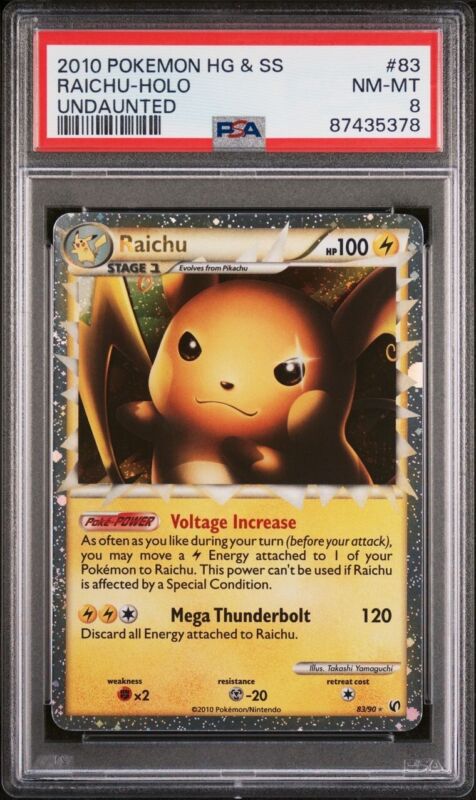 2010 POKEMON HG & SS #83
RAICHU-HOLO NM-MT
UNDAUNTED 8
PSA 87435378
Raichu HP100
STAGE 1 Evolves from Pikachu
Poké-POWER Voltage Increase
As often as you like during your turn (before your attack),
you may move a Energy attached to 1 of your
Pokémon to Raichu. This power can't be used if Raichu
is affected by a Special Condition.
Mega Thunderbolt 120
Discard all Energy attached to Raichu.
Illus. Takashi Yamaguchi
weakness resistance retreat cost
×2 -20
©2010 Pokémon/Nintendo 83/90 ★
PSA